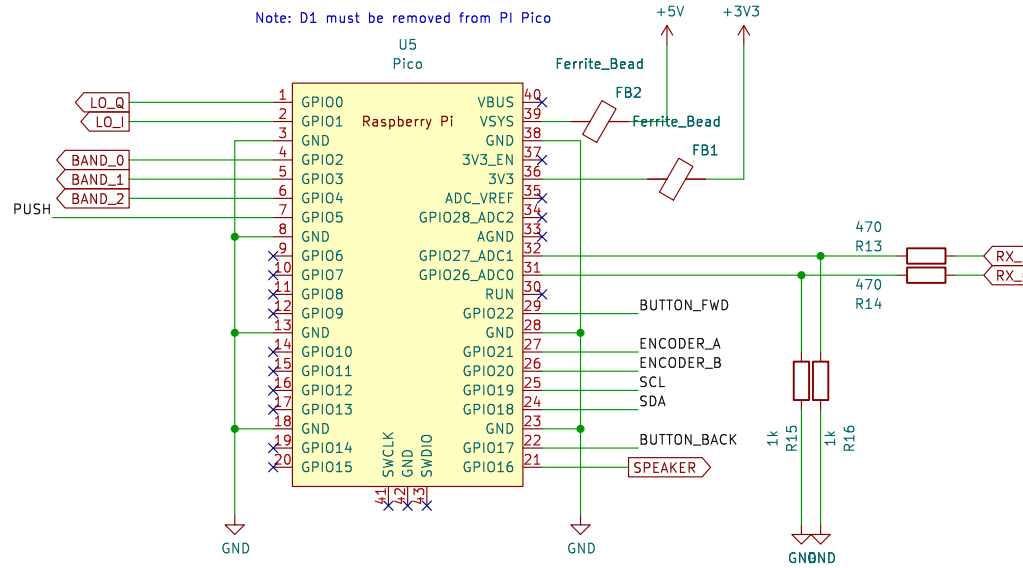 Note: D1 must be removed from PI Pico
+5V
+3V3
U5
Pico
Ferrite_Bead
FB2
Ferrite_Bead
FB1
Raspberry Pi
LO_Q
LO_I
BAND_0
BAND_1
BAND_2
PUSH
1 GPIO0
2 GPIO1
3 GND
4 GPIO2
5 GPIO3
6 GPIO4
7 GPIO5
8 GND
9 GPIO6
10 GPIO7
11 GPIO8
12 GPIO9
13 GND
14 GPIO10
15 GPIO11
16 GPIO12
17 GPIO13
18 GND
19 GPIO14
20 GPIO15
VBUS 40
VSYS 39
GND 38
3V3_EN 37
3V3 36
ADC_VREF 35
GPIO28_ADC2 34
AGND 33
GPIO27_ADC1 32
GPIO26_ADC0 31
RUN 30
GPIO22 29
GND 28
GPIO21 27
GPIO20 26
GPIO19 25
GPIO18 24
GND 23
GPIO17 22
GPIO16 21
SWCLK 41
GND 42
SWDIO 43
BUTTON_FWD
ENCODER_A
ENCODER_B
SCL
SDA
BUTTON_BACK
SPEAKER
470
R13
470
R14
RX_
RX_
1k
R15
1k
R16
GND
GND
GND
GND